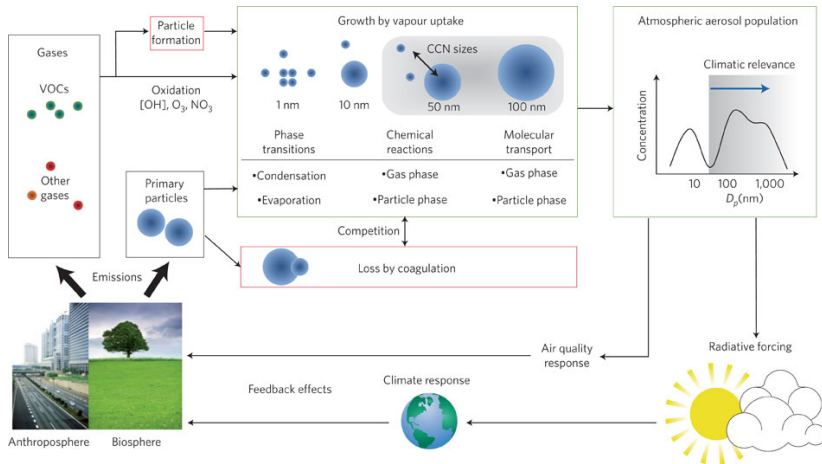 Gases
VOCs
Other
gases
Particle
formation
Oxidation
[OH], O3, NO3
Primary
particles
Emissions
Growth by vapour uptake
CCN sizes
1 nm
10 nm
50 nm
100 nm
Phase
transitions
Chemical
reactions
Molecular
transport
•Condensation
•Gas phase
•Gas phase
•Evaporation
•Particle phase
•Particle phase
Competition
Loss by coagulation
Atmospheric aerosol population
Climatic relevance
Concentration
10
100
1,000
Dp(nm)
Air quality
response
Radiative forcing
Climate response
Feedback effects
Anthroposphere
Biosphere